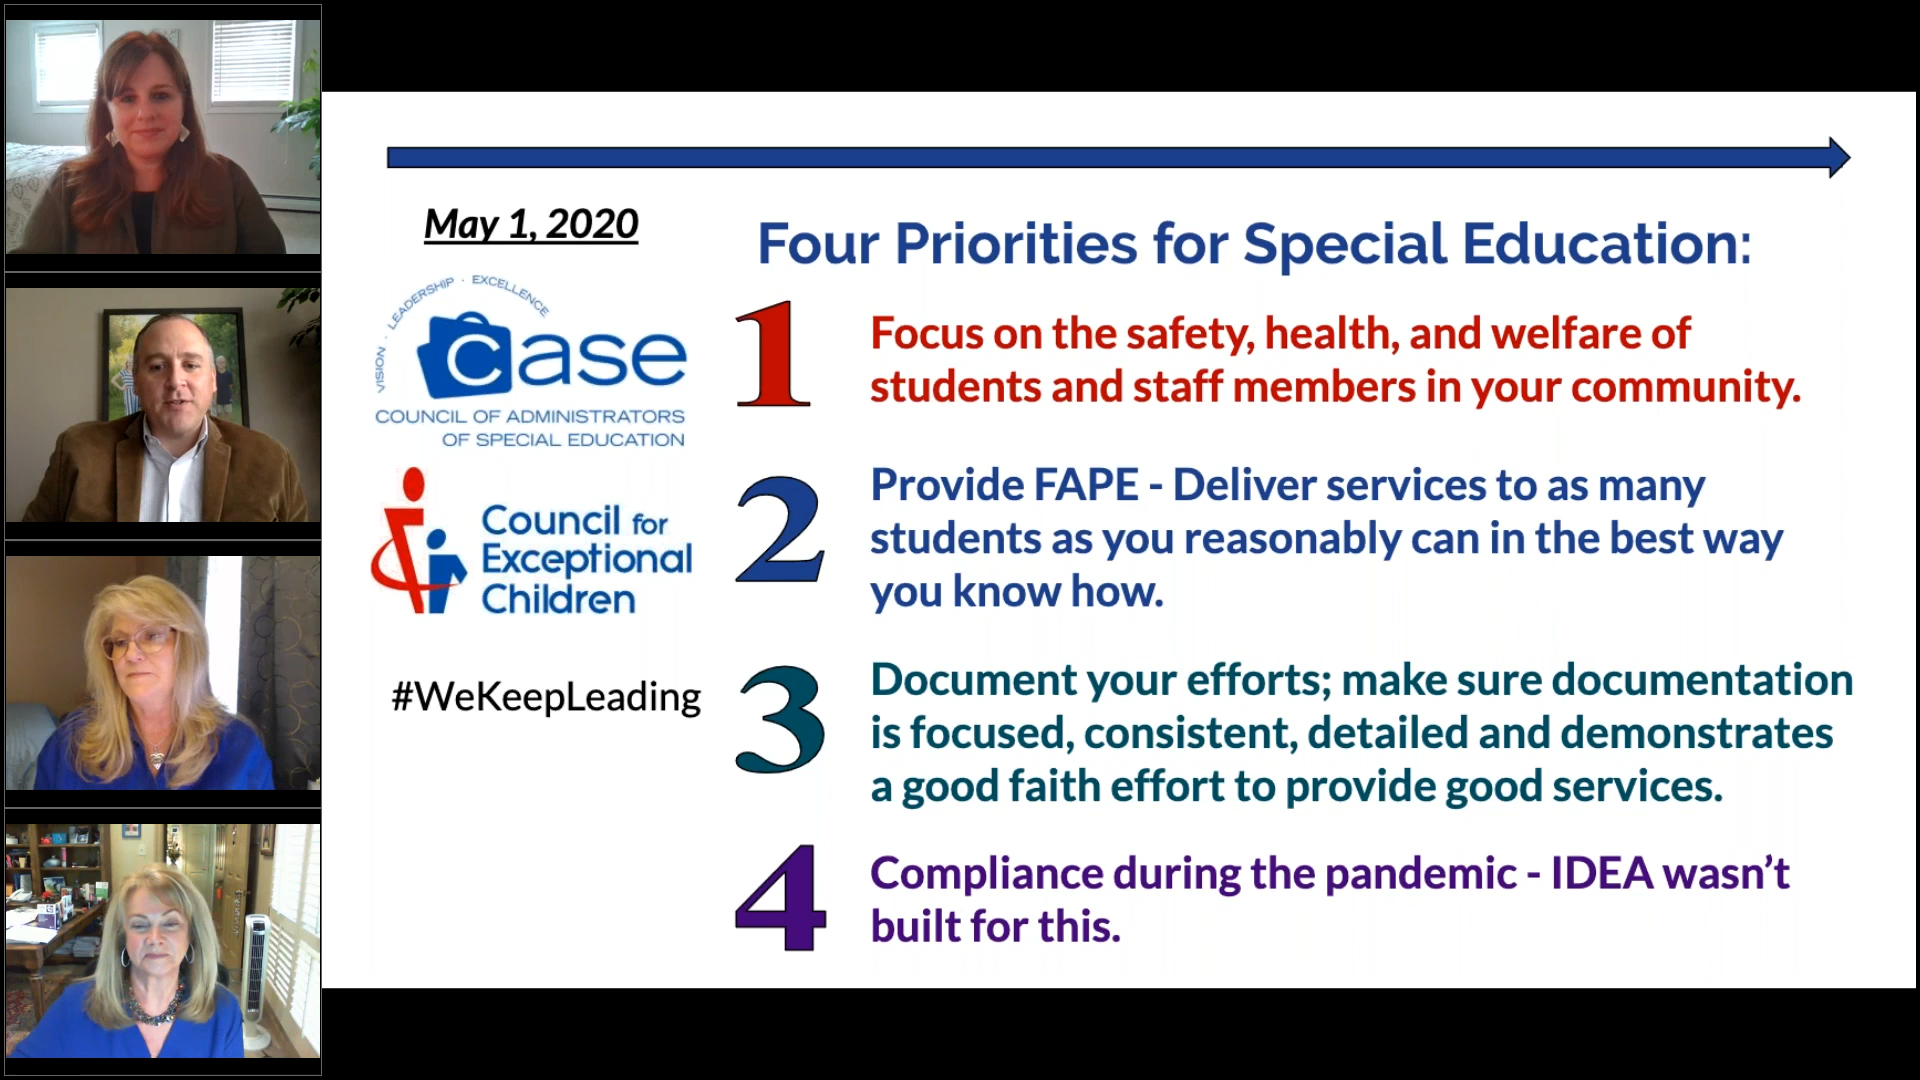 May 1, 2020
VISION · LEADERSHIP · EXCELLENCE
case
COUNCIL OF ADMINISTRATORS
OF SPECIAL EDUCATION
Council for
Exceptional
Children
#WeKeepLeading
Four Priorities for Special Education:
1
Focus on the safety, health, and welfare of
students and staff members in your community.
2
Provide FAPE - Deliver services to as many
students as you reasonably can in the best way
you know how.
3
Document your efforts; make sure documentation
is focused, consistent, detailed and demonstrates
a good faith effort to provide good services.
4
Compliance during the pandemic - IDEA wasn’t
built for this.